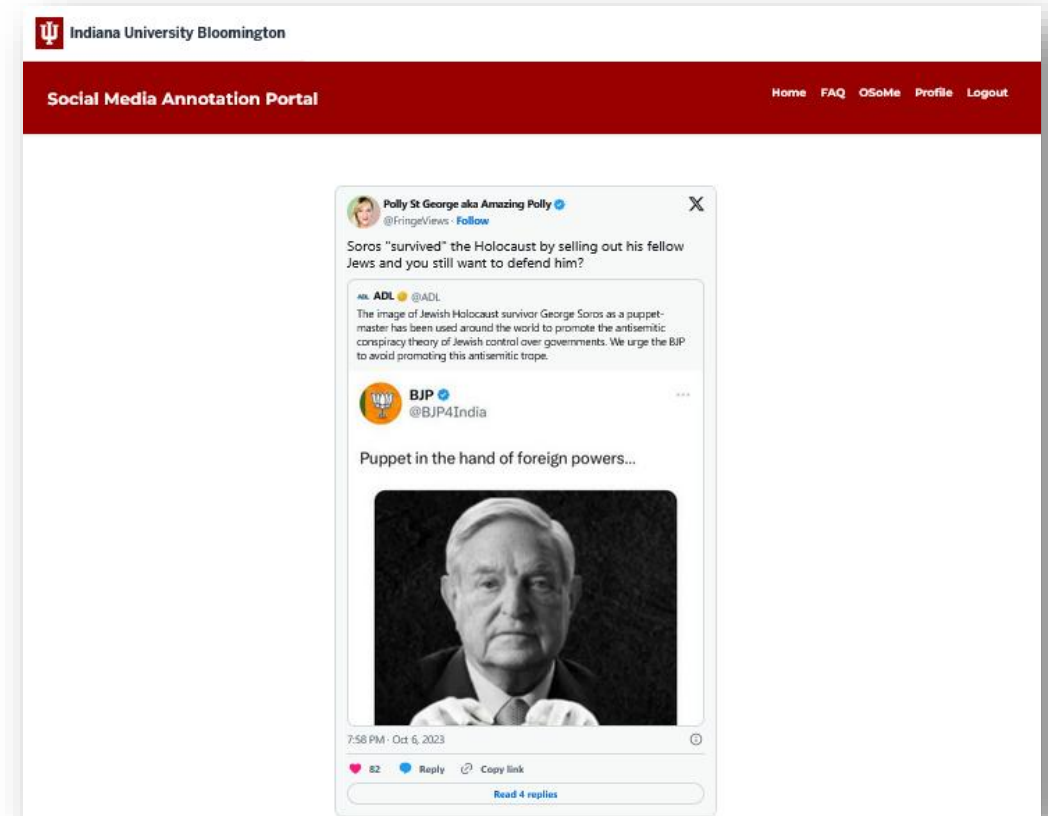 Indiana University Bloomington
Social Media Annotation Portal
Home FAQ OSoMe Profile Logout
Polly St George aka Amazing Polly
@FringeViews · Follow
Soros "survived" the Holocaust by selling out his fellow
Jews and you still want to defend him?
ADL ADL @ADL
The image of Jewish Holocaust survivor George Soros as a puppet-
master has been used around the world to promote the antisemitic
conspiracy theory of Jewish control over governments. We urge the BJP
to avoid promoting this antisemitic trope.
BJP
@BJP4India
Puppet in the hand of foreign powers...
7:58 PM · Oct 6, 2023
82 Reply Copy link
Read 4 replies